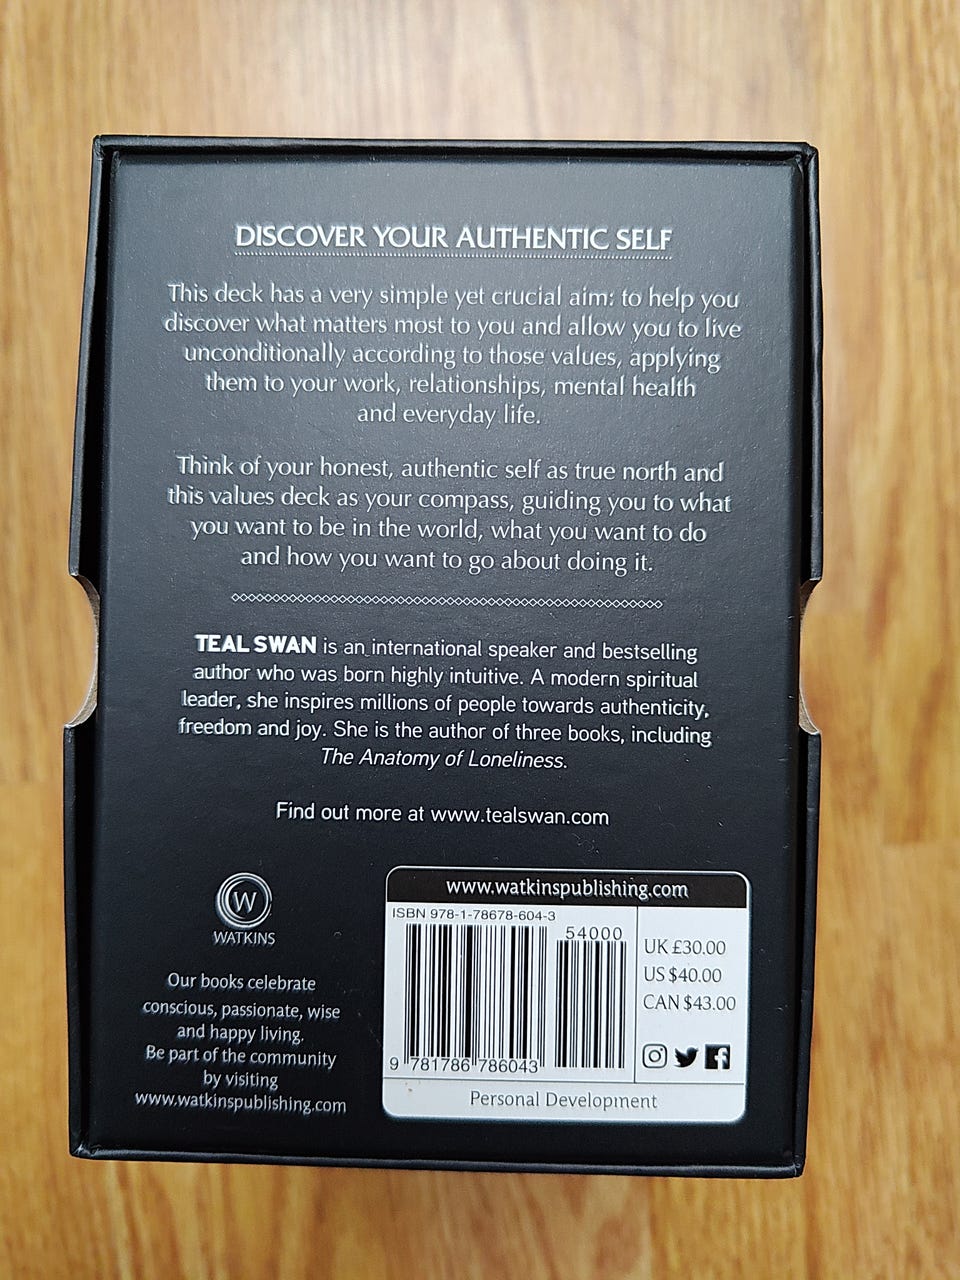 DISCOVER YOUR AUTHENTIC SELF
This deck has a very simple yet crucial aim: to help you
discover what matters most to you and allow you to live
unconditionally according to those values, applying
them to your work, relationships, mental health
and everyday life.
Think of your honest, authentic self as true north and
this values deck as your compass, guiding you to what
you want to be in the world, what you want to do
and how you want to go about doing it.
TEAL SWAN is an international speaker and bestselling
author who was born highly intuitive. A modern spiritual
leader, she inspires millions of people towards authenticity,
freedom and joy. She is the author of three books, including
The Anatomy of Loneliness.
Find out more at www.tealswan.com
W
WATKINS
Our books celebrate
conscious, passionate, wise
and happy living.
Be part of the community
by visiting
www.watkinspublishing.com
www.watkinspublishing.com
ISBN 978-1-78678-604-3
54000
9 781786 786043
UK £30.00
US $40.00
CAN $43.00
Personal Development